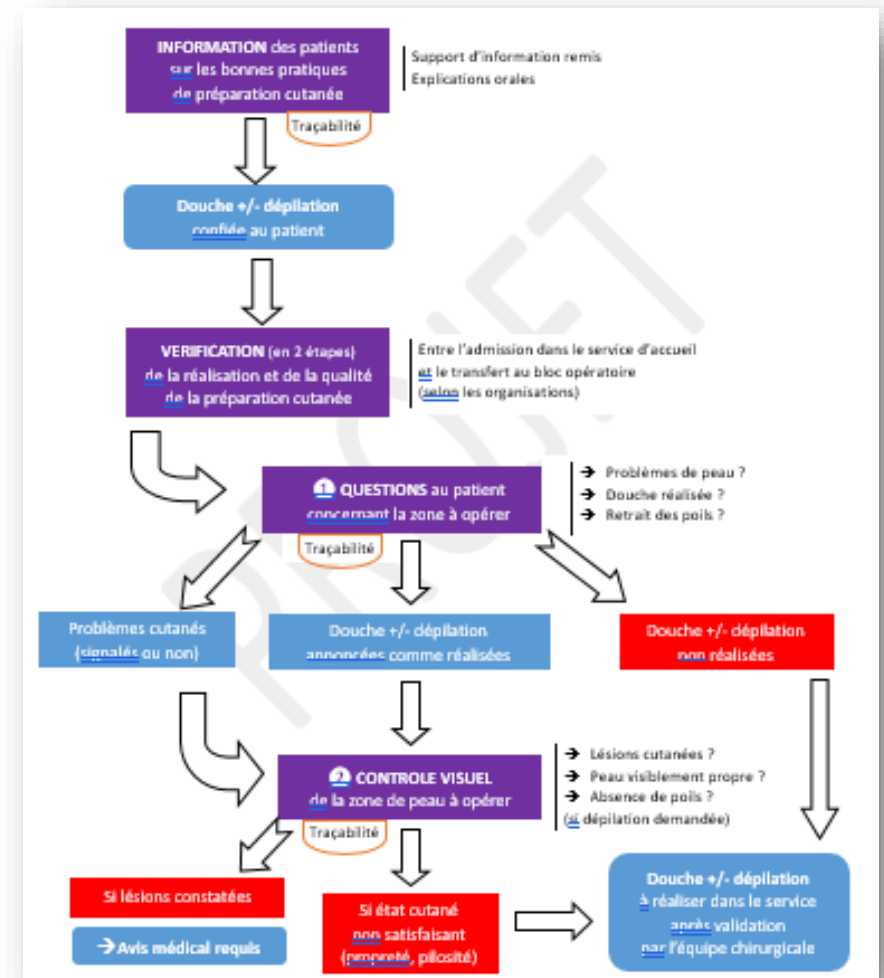 INFORMATION des patients
sur les bonnes pratiques
de préparation cutanée
Support d'information remis
Explications orales
Traçabilité
Douche +/- dépilation
confiée au patient
VERIFICATION (en 2 étapes)
de la réalisation et de la qualité
de la préparation cutanée
Entre l'admission dans le service d'accueil
et le transfert au bloc opératoire
(selon les organisations)
1 QUESTIONS au patient
concernant la zone à opérer
→ Problèmes de peau ?
→ Douche réalisée ?
→ Retrait des poils ?
Traçabilité
Problèmes cutanés
(signalés ou non)
Douche +/- dépilation
annoncées comme réalisées
Douche +/- dépilation
non réalisées
2 CONTROLE VISUEL
de la zone de peau à opérer
→ Lésions cutanées ?
→ Peau visiblement propre ?
→ Absence de poils ?
(si dépilation demandée)
Traçabilité
Si lésions constatées
→ Avis médical requis
Si état cutané
non satisfaisant
(propreté, pilosité)
Douche +/- dépilation
à réaliser dans le service
après validation
par l'équipe chirurgicale
PROJET